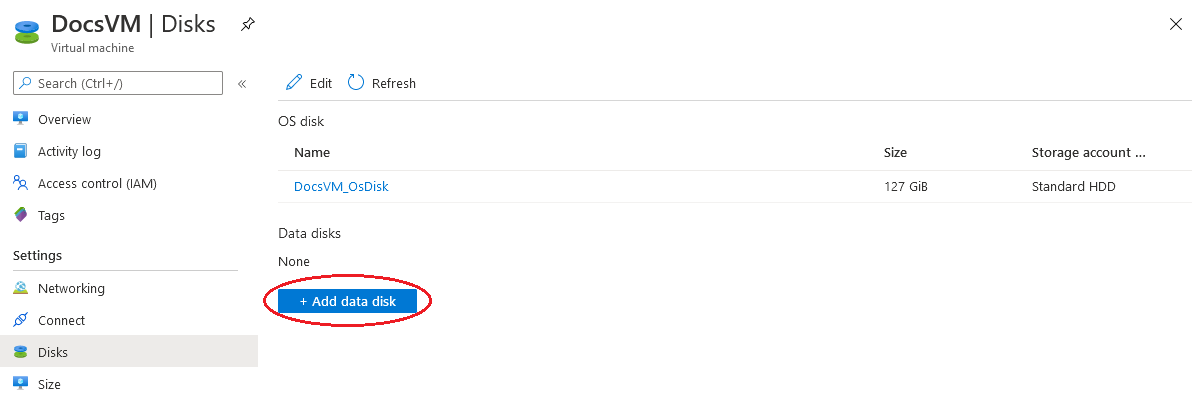 DocsVM | Disks
Virtual machine
Search (Ctrl+/)
«
Overview
Activity log
Access control (IAM)
Tags
Settings
Networking
Connect
Disks
Size
Edit
Refresh
OS disk
Name Size Storage account ...
DocsVM_OsDisk 127 GiB Standard HDD
Data disks
None
+ Add data disk